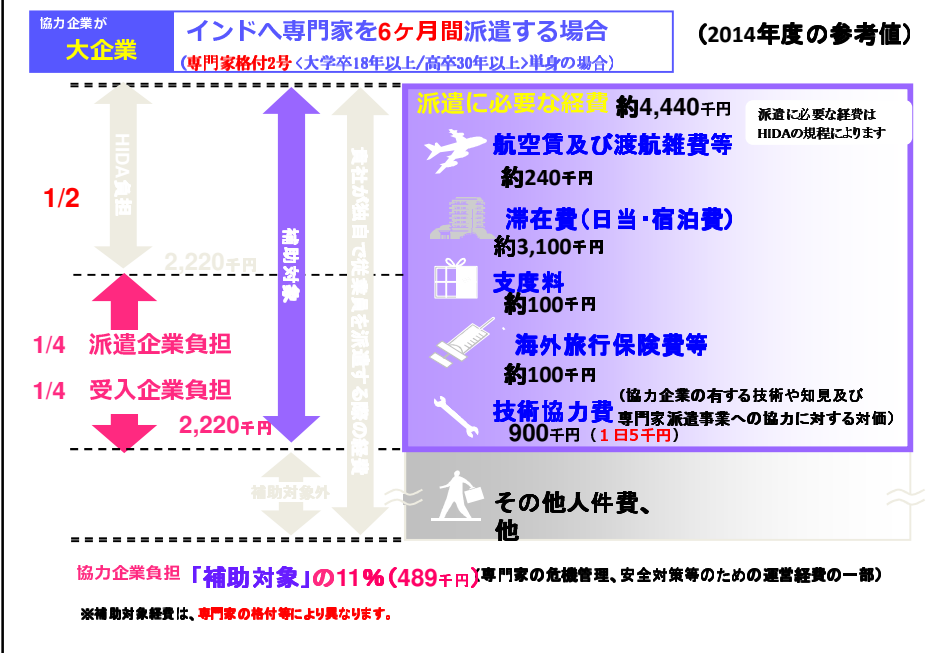 協力企業が
大企業
インドへ専門家を6ヶ月間派遣する場合
(専門家格付2号<大学卒18年以上/高卒30年以上>単身の場合)
(2014年度の参考値)
派遣に必要な経費 約4,440千円
派遣に必要な経費は
HIDAの規程によります
航空賃及び渡航雑費等
約240千円
滞在費(日当・宿泊費)
約3,100千円
支度料
約100千円
海外旅行保険費等
約100千円
技術協力費
(協力企業の有する技術や知見及び
専門家派遣事業への協力に対する対価)
900千円(1日5千円)
その他人件費、
他
HIDA負担
1/2
2,220千円
補助対象
1/4 派遣企業負担
1/4 受入企業負担
2,220千円
補助対象外
協力企業負担 「補助対象」の11%(489千円)(専門家の危機管理、安全対策等のための運営経費の一部)
※補助対象経費は、専門家の格付等により異なります。